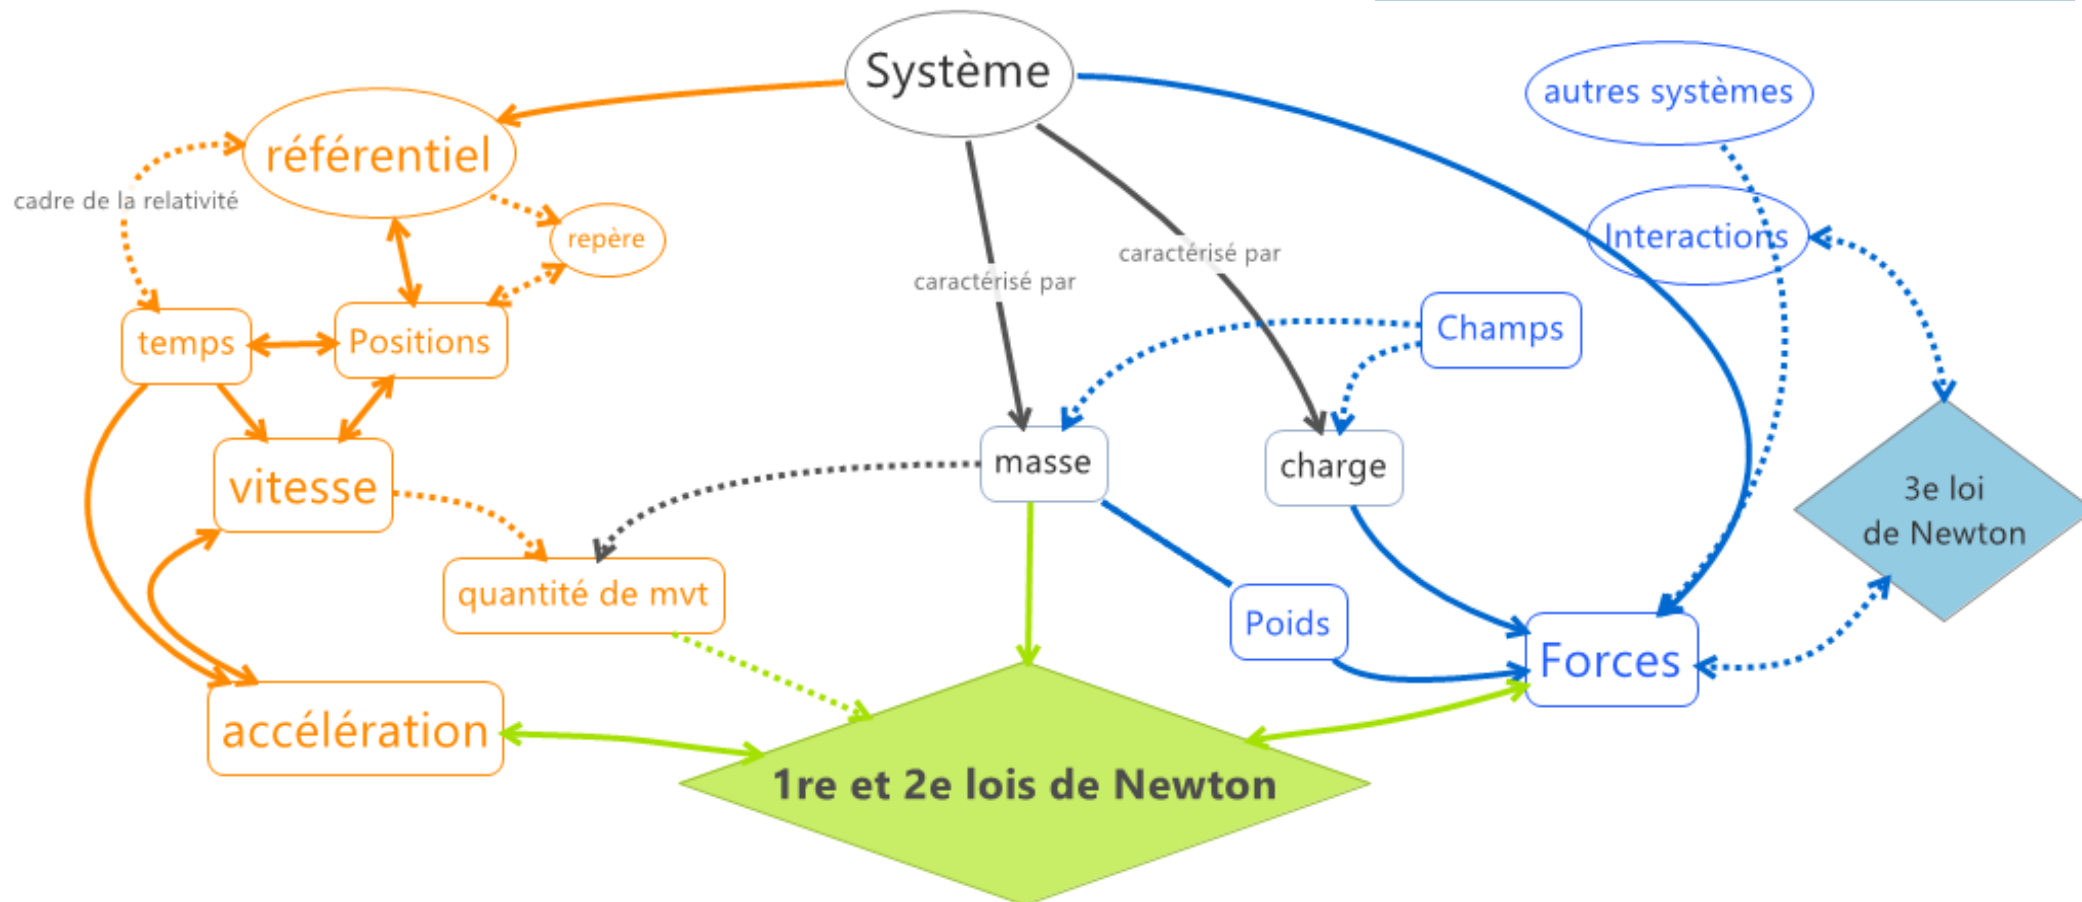 Système
autres systèmes
référentiel
cadre de la relativité
repère
Interactions
caractérisé par
caractérisé par
temps
Positions
Champs
masse
charge
vitesse
3e loi
de Newton
quantité de mvt
Poids
Forces
accélération
1re et 2e lois de Newton